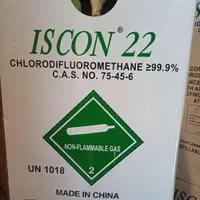 ISCON® 22
CHLORODIFLUOROMETHANE ≥99.9%
C.A.S. NO. 75-45-6
NON-FLAMMABLE GAS
2
UN 1018
MADE IN CHINA